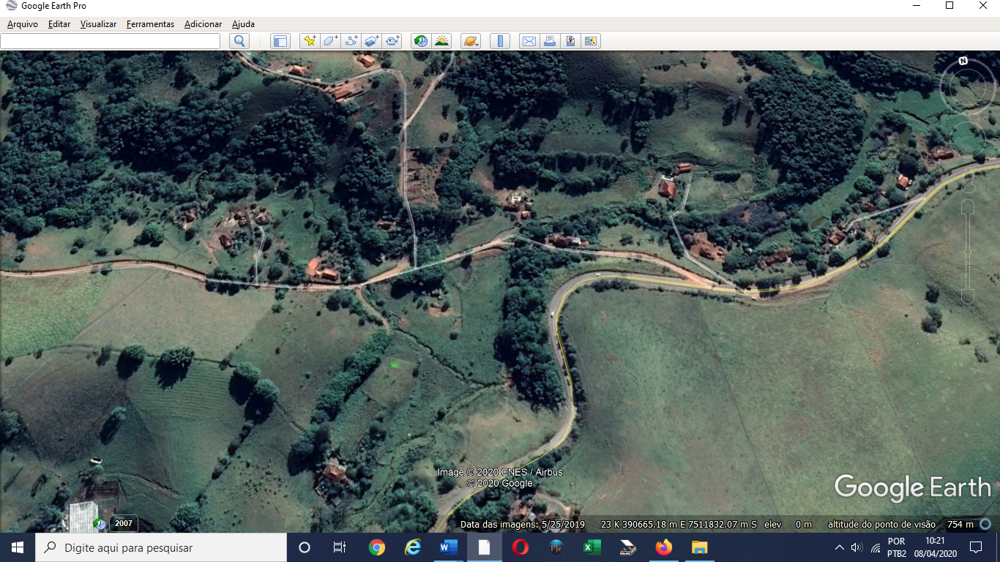 Google Earth Pro
Arquivo Editar Visualizar Ferramentas Adicionar Ajuda
N
Image © 2020 CNES / Airbus
© 2020 Google
Google Earth
2007
Data das imagens: 5/25/2019 23 K 390665.18 m E 7511832.07 m S elev 0 m altitude do ponto de visão 754 m
Digite aqui para pesquisar
PJe
POR
PTB2
10:21
08/04/2020